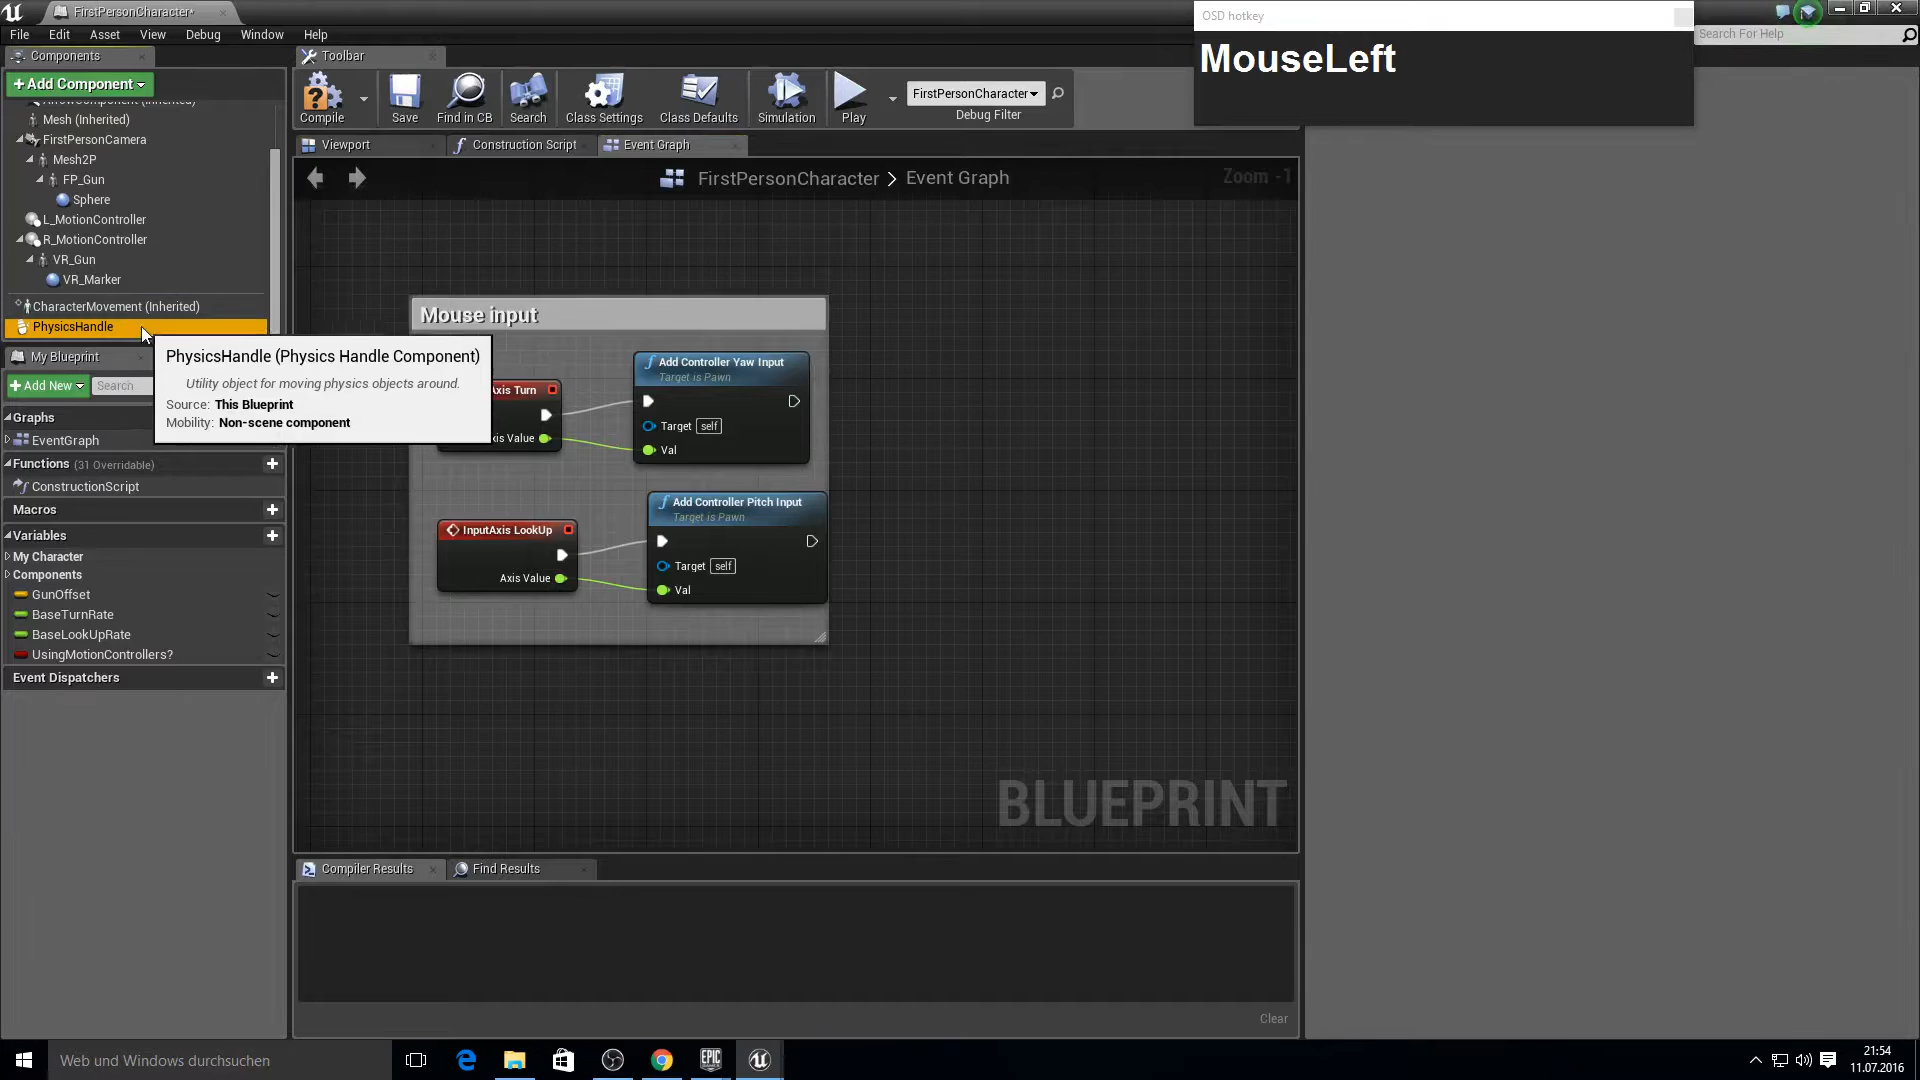 FirstPersonCharacter*
File Edit Asset View Debug Window Help
OSD hotkey
MouseLeft
Search For Help
Components
Toolbar
+Add Component
Compile
Save
Find in CB
Search
Class Settings
Class Defaults
Simulation
Play
FirstPersonCharacter
Debug Filter
ArrowComponent (Inherited)
Mesh (Inherited)
FirstPersonCamera
Mesh2P
FP_Gun
Sphere
L_MotionController
R_MotionController
VR_Gun
VR_Marker
CharacterMovement (Inherited)
PhysicsHandle
Viewport
Construction Script
Event Graph
FirstPersonCharacter > Event Graph
Zoom -1
PhysicsHandle (Physics Handle Component)
Utility object for moving physics objects around.
Source: This Blueprint
Mobility: Non-scene component
My Blueprint
+Add New
Search
Graphs
EventGraph
Functions (31 Overridable)
ConstructionScript
Macros
Variables
My Character
Components
GunOffset
BaseTurnRate
BaseLookUpRate
UsingMotionControllers?
Event Dispatchers
Mouse input
Axis Turn
xis Value
Add Controller Yaw Input
Target is Pawn
Target self
Val
InputAxis LookUp
Axis Value
Add Controller Pitch Input
Target is Pawn
Target self
Val
BLUEPRINT
Compiler Results
Find Results
Clear
Web und Windows durchsuchen
EPIC
GAMES
21:54
11.07.2016